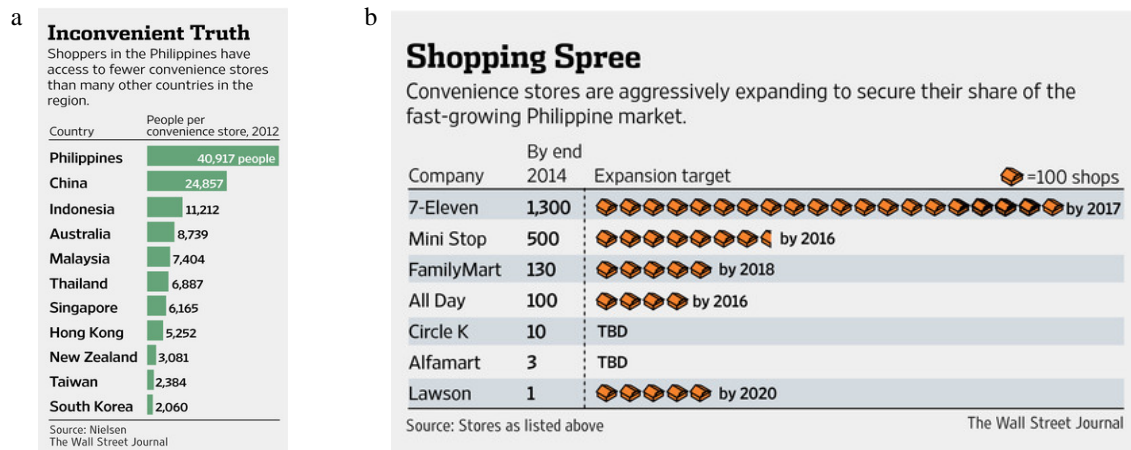 a
Inconvenient Truth
Shoppers in the Philippines have
access to fewer convenience stores
than many other countries in the
region.
Country People per
convenience store, 2012
Philippines 40,917 people
China 24,857
Indonesia 11,212
Australia 8,739
Malaysia 7,404
Thailand 6,887
Singapore 6,165
Hong Kong 5,252
New Zealand 3,081
Taiwan 2,384
South Korea 2,060
Source: Nielsen
The Wall Street Journal
b
Shopping Spree
Convenience stores are aggressively expanding to secure their share of the
fast-growing Philippine market.
Company By end
2014 Expansion target =100 shops
7-Eleven 1,300 by 2017
Mini Stop 500 by 2016
FamilyMart 130 by 2018
All Day 100 by 2016
Circle K 10 TBD
Alfamart 3 TBD
Lawson 1 by 2020
Source: Stores as listed above The Wall Street Journal